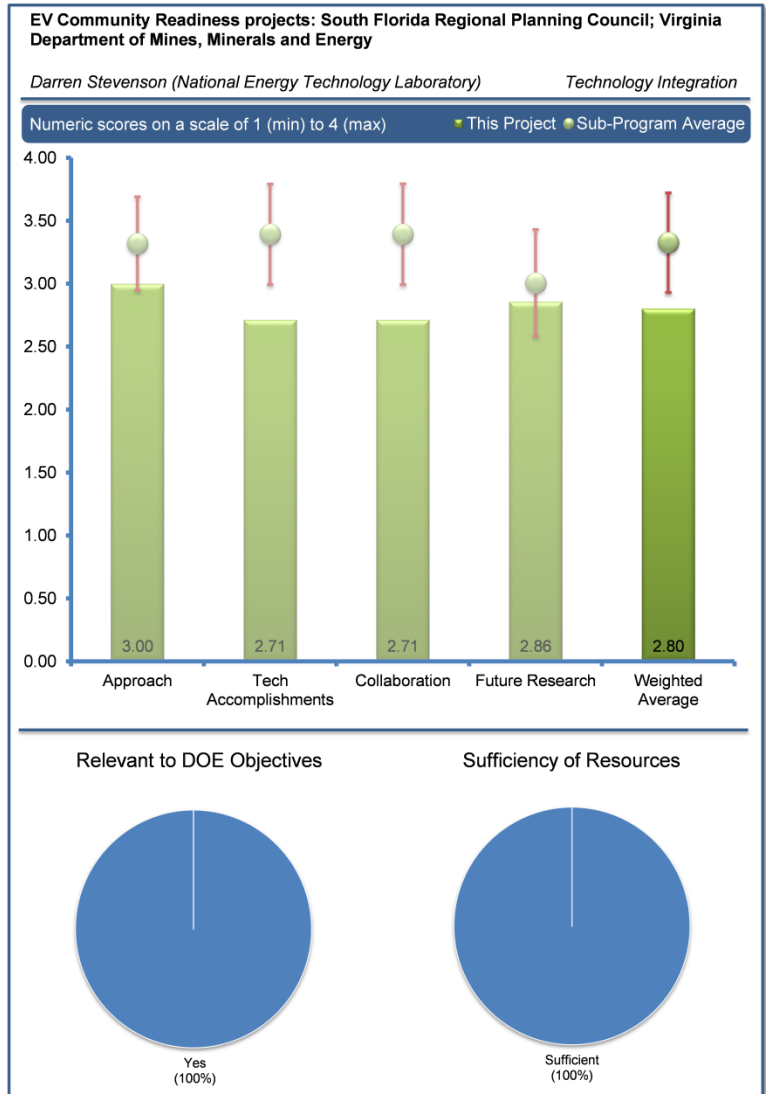 EV Community Readiness projects: South Florida Regional Planning Council; Virginia
Department of Mines, Minerals and Energy
Darren Stevenson (National Energy Technology Laboratory) Technology Integration
Numeric scores on a scale of 1 (min) to 4 (max) This Project Sub-Program Average
4.00
3.50
3.00
2.50
2.00
1.50
1.00
0.50
0.00
3.00 2.71 2.71 2.86 2.80
Approach Tech Collaboration Future Research Weighted
Accomplishments Average
Relevant to DOE Objectives Sufficiency of Resources
Yes Sufficient
(100%) (100%)